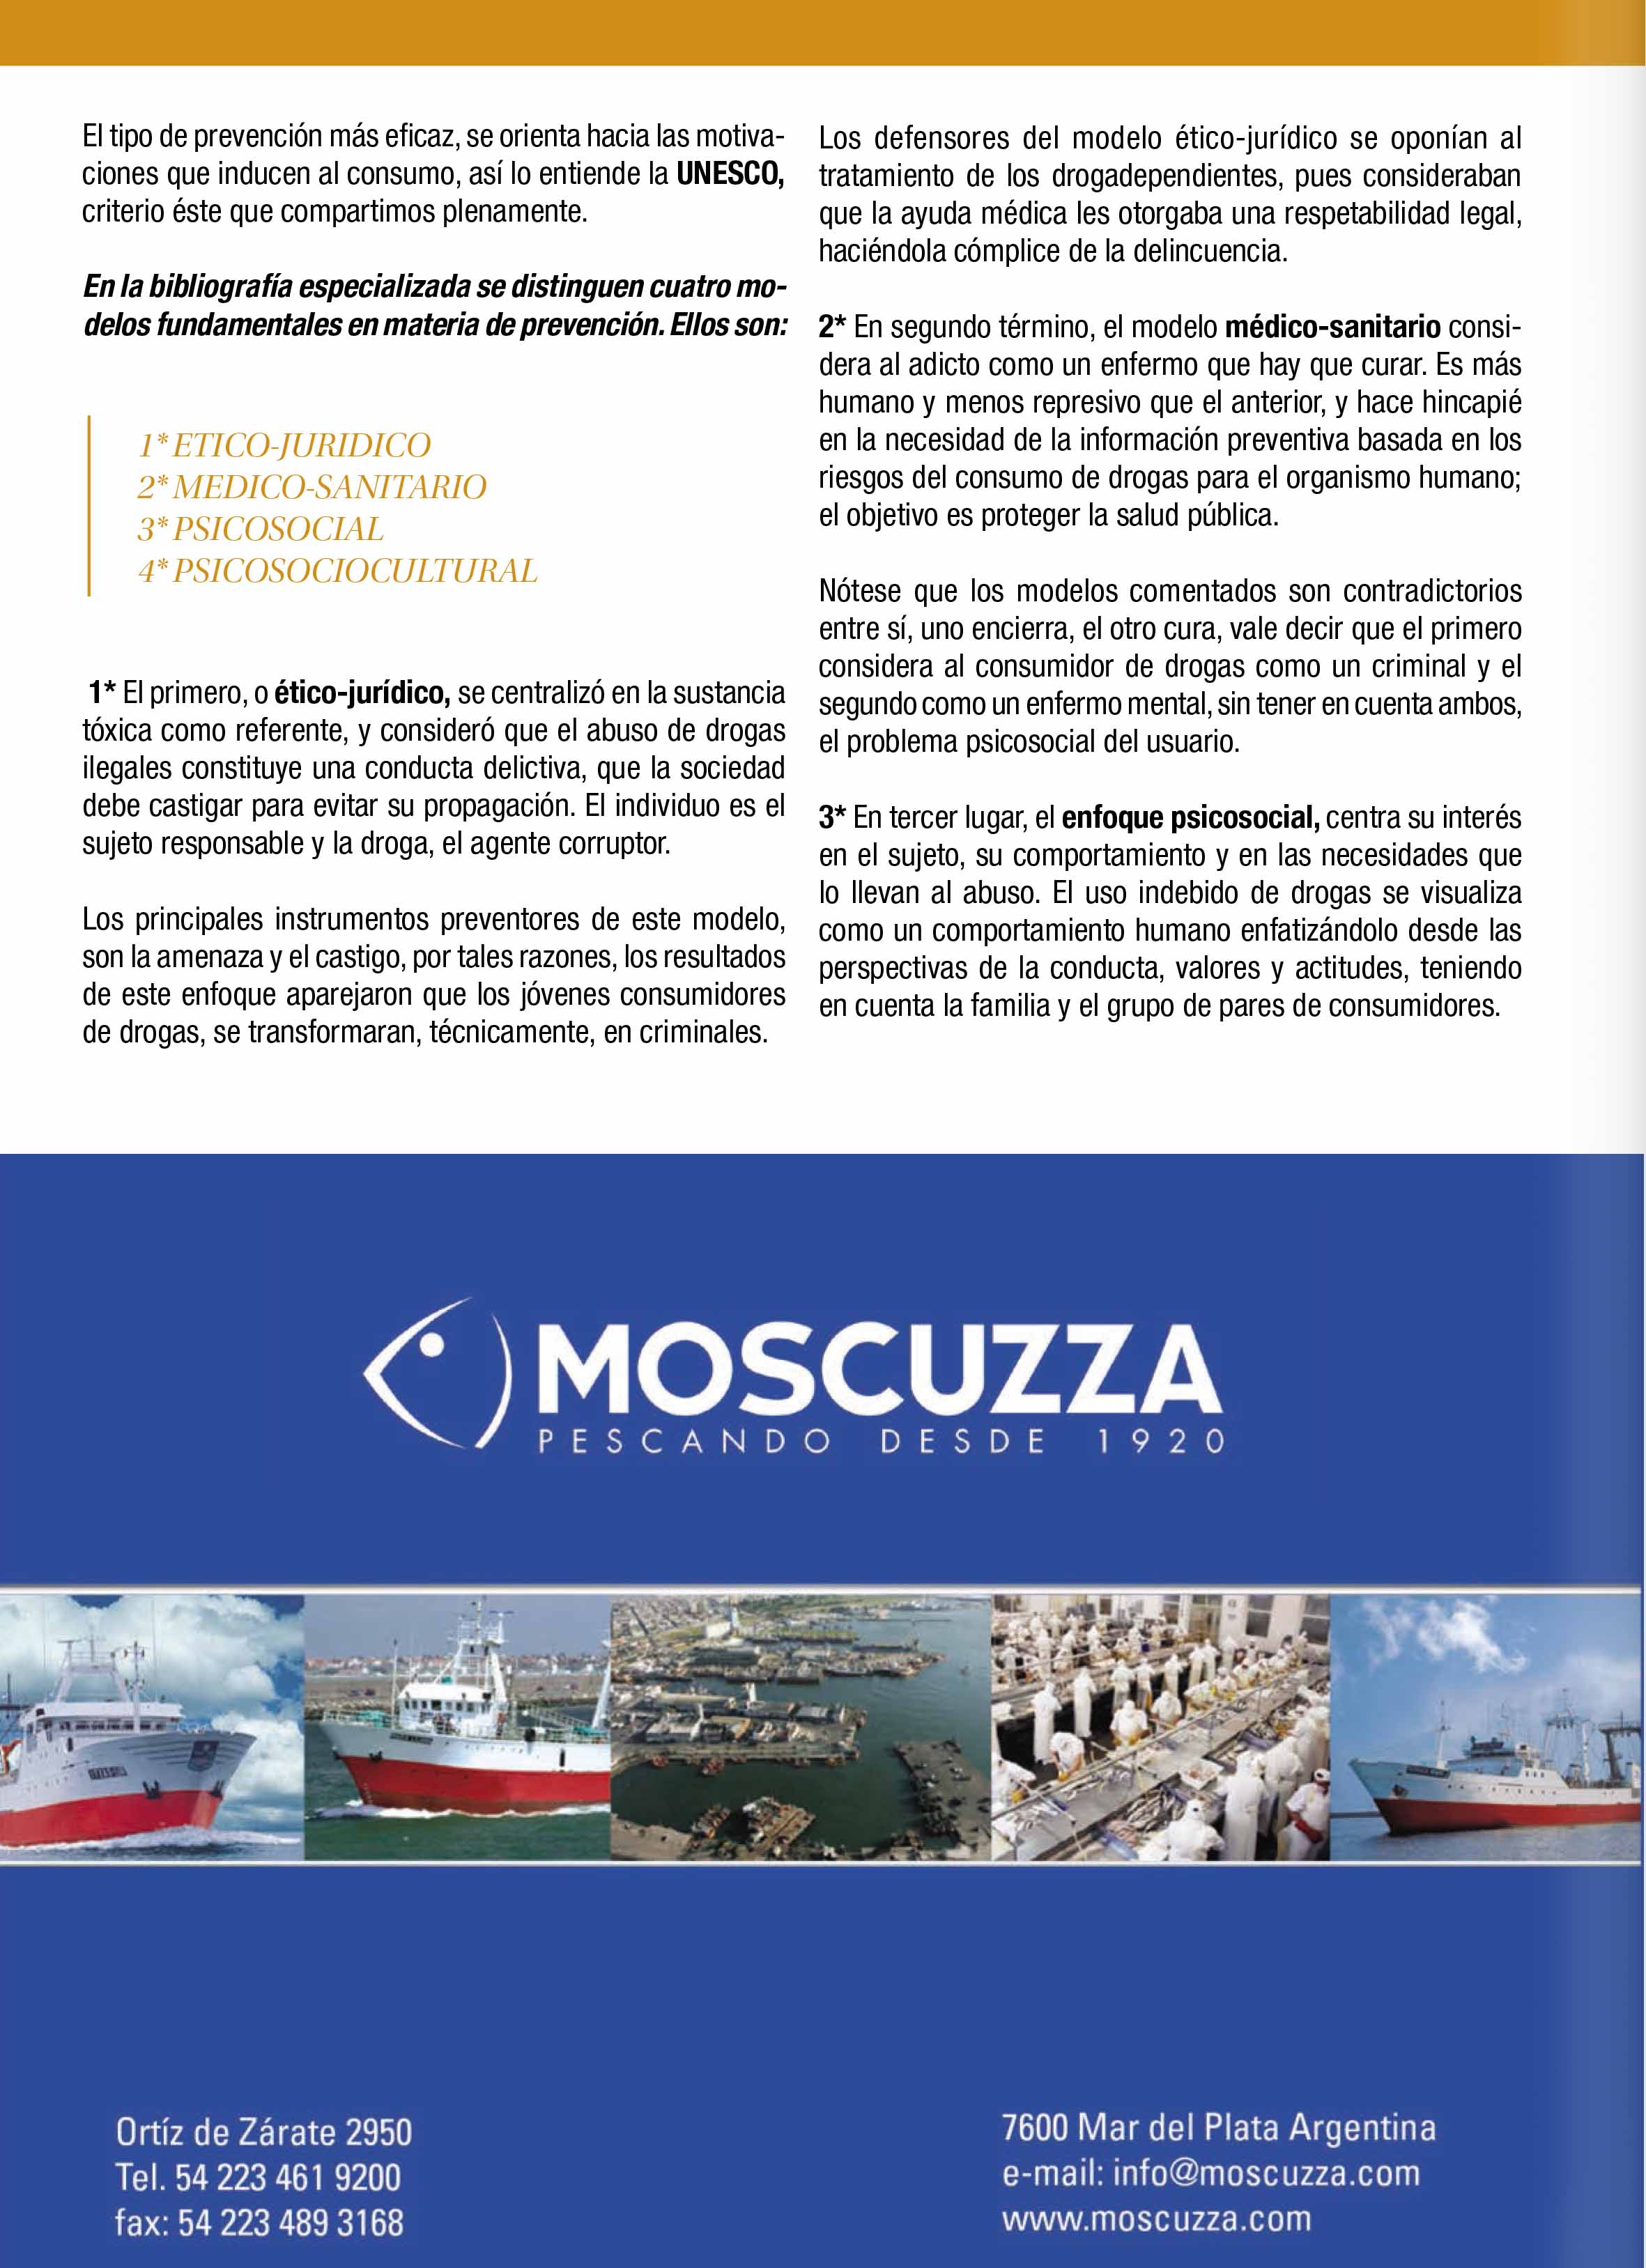 El tipo de prevención más eficaz, se orienta hacia las motiva-
ciones que inducen al consumo, así lo entiende la UNESCO,
criterio éste que compartimos plenamente.
En la bibliografía especializada se distinguen cuatro mo-
delos fundamentales en materia de prevención. Ellos son:
1* ETICO-JURIDICO
2* MEDICO-SANITARIO
3* PSICOSOCIAL
4* PSICOSOCIOCULTURAL
1* El primero, o ético-jurídico, se centralizó en la sustancia
tóxica como referente, y consideró que el abuso de drogas
ilegales constituye una conducta delictiva, que la sociedad
debe castigar para evitar su propagación. El individuo es el
sujeto responsable y la droga, el agente corruptor.
Los principales instrumentos preventores de este modelo,
son la amenaza y el castigo, por tales razones, los resultados
de este enfoque aparejaron que los jóvenes consumidores
de drogas, se transformaran, técnicamente, en criminales.
Los defensores del modelo ético-jurídico se oponían al
tratamiento de los drogadependientes, pues consideraban
que la ayuda médica les otorgaba una respetabilidad legal,
haciéndola cómplice de la delincuencia.
2* En segundo término, el modelo médico-sanitario consi-
dera al adicto como un enfermo que hay que curar. Es más
humano y menos represivo que el anterior, y hace hincapié
en la necesidad de la información preventiva basada en los
riesgos del consumo de drogas para el organismo humano;
el objetivo es proteger la salud pública.
Nótese que los modelos comentados son contradictorios
entre sí, uno encierra, el otro cura, vale decir que el primero
considera al consumidor de drogas como un criminal y el
segundo como un enfermo mental, sin tener en cuenta ambos,
el problema psicosocial del usuario.
3* En tercer lugar, el enfoque psicosocial, centra su interés
en el sujeto, su comportamiento y en las necesidades que
lo llevan al abuso. El uso indebido de drogas se visualiza
como un comportamiento humano enfatizándolo desde las
perspectivas de la conducta, valores y actitudes, teniendo
en cuenta la familia y el grupo de pares de consumidores.
MOSCUZZA
PESCANDO DESDE 1920
Ortíz de Zárate 2950
Tel. 54 223 461 9200
fax: 54 223 489 3168
7600 Mar del Plata Argentina
e-mail: info@moscuzza.com
www.moscuzza.com